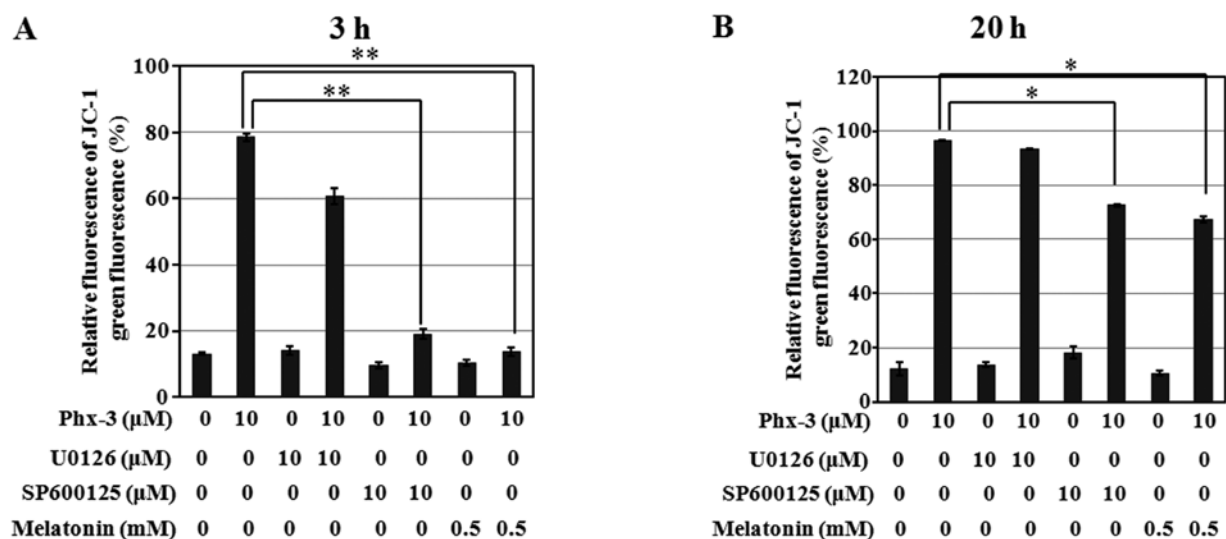 A
3 h
**
**
Relative fluorescence of JC-1
green fluorescence (%)
100
80
60
40
20
0
Phx-3 (μM) 0 10 0 10 0 10 0 10
U0126 (μM) 0 0 10 10 0 0 0 0
SP600125 (μM) 0 0 0 0 10 10 0 0
Melatonin (mM) 0 0 0 0 0 0 0.5 0.5
B
20 h
*
*
Relative fluorescence of JC-1
green fluorescence (%)
120
100
80
60
40
20
0
Phx-3 (μM) 0 10 0 10 0 10 0 10
U0126 (μM) 0 0 10 10 0 0 0 0
SP600125 (μM) 0 0 0 0 10 10 0 0
Melatonin (mM) 0 0 0 0 0 0 0.5 0.5